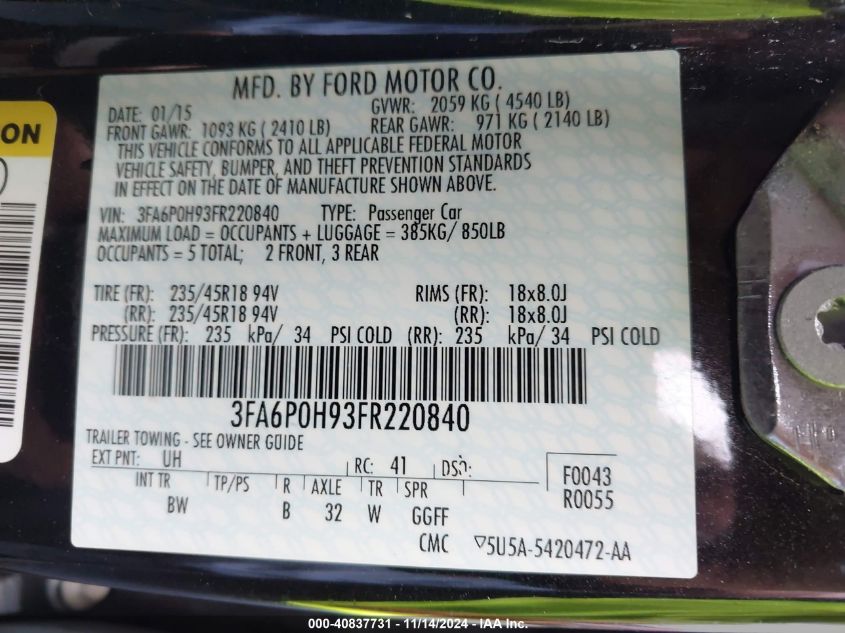 MFD. BY FORD MOTOR CO.
DATE: 01/15 GVWR: 2059 KG ( 4540 LB)
FRONT GAWR: 1093 KG ( 2410 LB) REAR GAWR: 971 KG ( 2140 LB)
THIS VEHICLE CONFORMS TO ALL APPLICABLE FEDERAL MOTOR
VEHICLE SAFETY, BUMPER, AND THEFT PREVENTION STANDARDS
IN EFFECT ON THE DATE OF MANUFACTURE SHOWN ABOVE.
VIN: 3FA6P0H93FR220840 TYPE: Passenger Car
MAXIMUM LOAD = OCCUPANTS + LUGGAGE = 385KG/ 850LB
OCCUPANTS = 5 TOTAL; 2 FRONT, 3 REAR
TIRE (FR): 235/45R18 94V RIMS (FR): 18x8.0J
(RR): 235/45R18 94V (RR): 18x8.0J
PRESSURE (FR): 235 kPa/ 34 PSI COLD (RR): 235 kPa/ 34 PSI COLD
3FA6P0H93FR220840
TRAILER TOWING - SEE OWNER GUIDE
EXT PNT: UH RC: 41 DSO: F0043
INT TR TP/PS R AXLE TR SPR R0055
BW B 32 W GGFF
CMC ▽5U5A-5420472-AA
ON
000-40837731 - 11/14/2024 - IAA Inc.